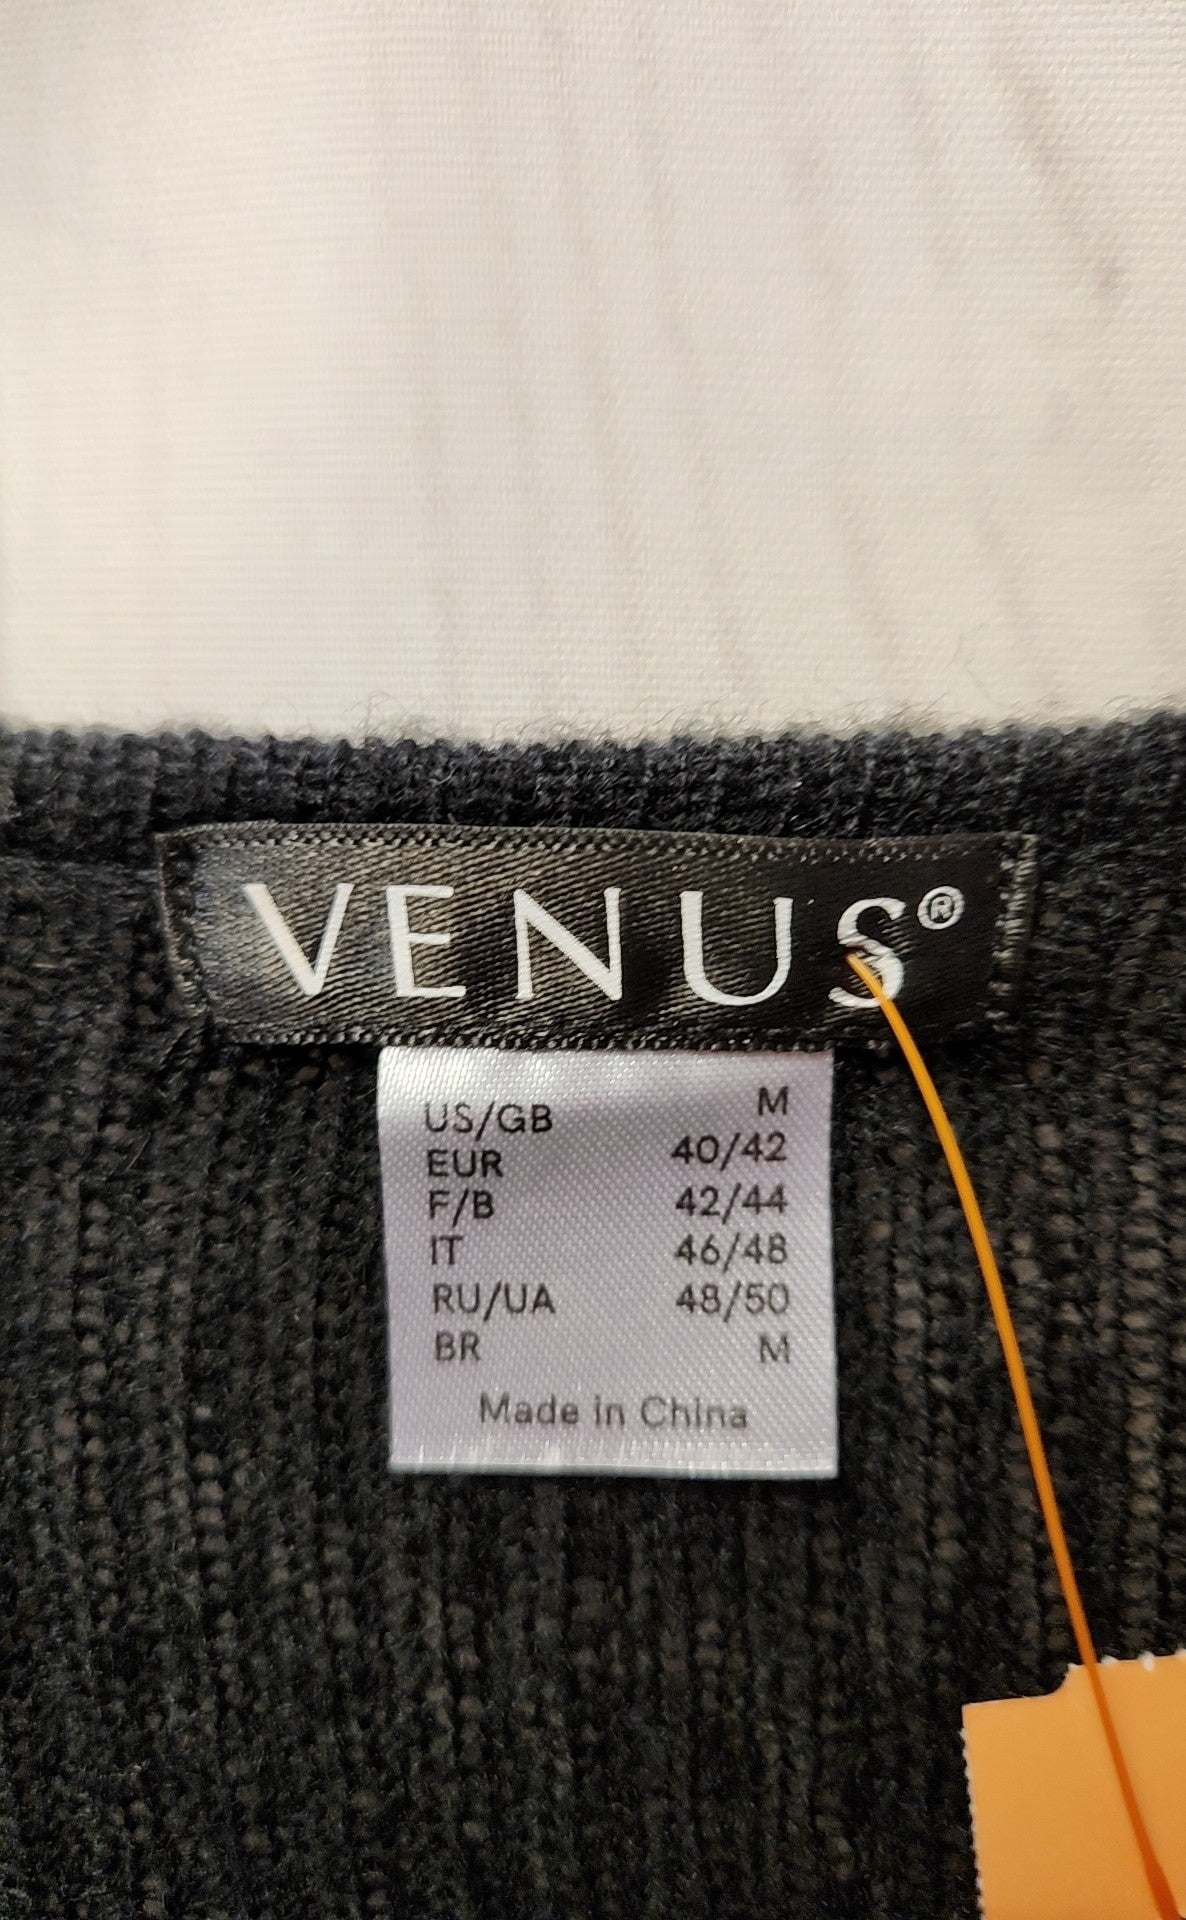 VENUS®
US/GB M
EUR 40/42
F/B 42/44
IT 46/48
RU/UA 48/50
BR M
Made in China